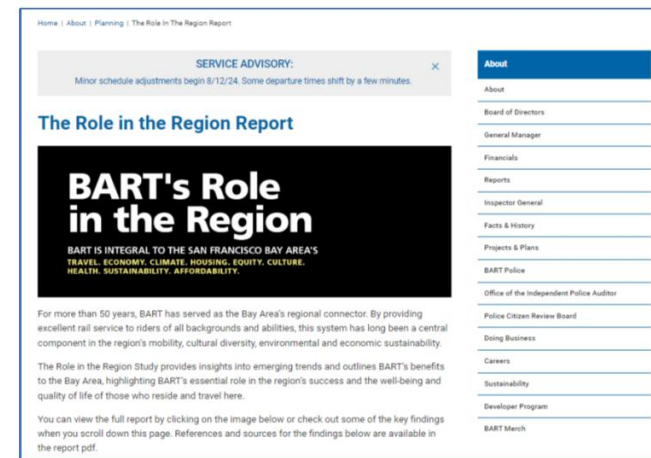 Home | About | Planning | The Role In The Region Report
SERVICE ADVISORY:
×
Minor schedule adjustments begin 8/12/24. Some departure times shift by a few minutes.
The Role in the Region Report
BART's Role
in the Region
BART IS INTEGRAL TO THE SAN FRANCISCO BAY AREA'S
TRAVEL. ECONOMY. CLIMATE. HOUSING. EQUITY. CULTURE.
HEALTH. SUSTAINABILITY. AFFORDABILITY.
For more than 50 years, BART has served as the Bay Area's regional connector. By providing
excellent rail service to riders of all backgrounds and abilities, this system has long been a central
component in the region's mobility, cultural diversity, environmental and economic sustainability.
The Role in the Region Study provides insights into emerging trends and outlines BART's benefits
to the Bay Area, highlighting BART's essential role in the region's success and the well-being and
quality of life of those who reside and travel here.
You can view the full report by clicking on the image below or check out some of the key findings
when you scroll down this page. References and sources for the findings below are available in
the report pdf.
About
About
Board of Directors
General Manager
Financials
Reports
Inspector General
Facts & History
Projects & Plans
BART Police
Office of the Independent Police Auditor
Police Citizen Review Board
Doing Business
Careers
Sustainability
Developer Program
BART Merch